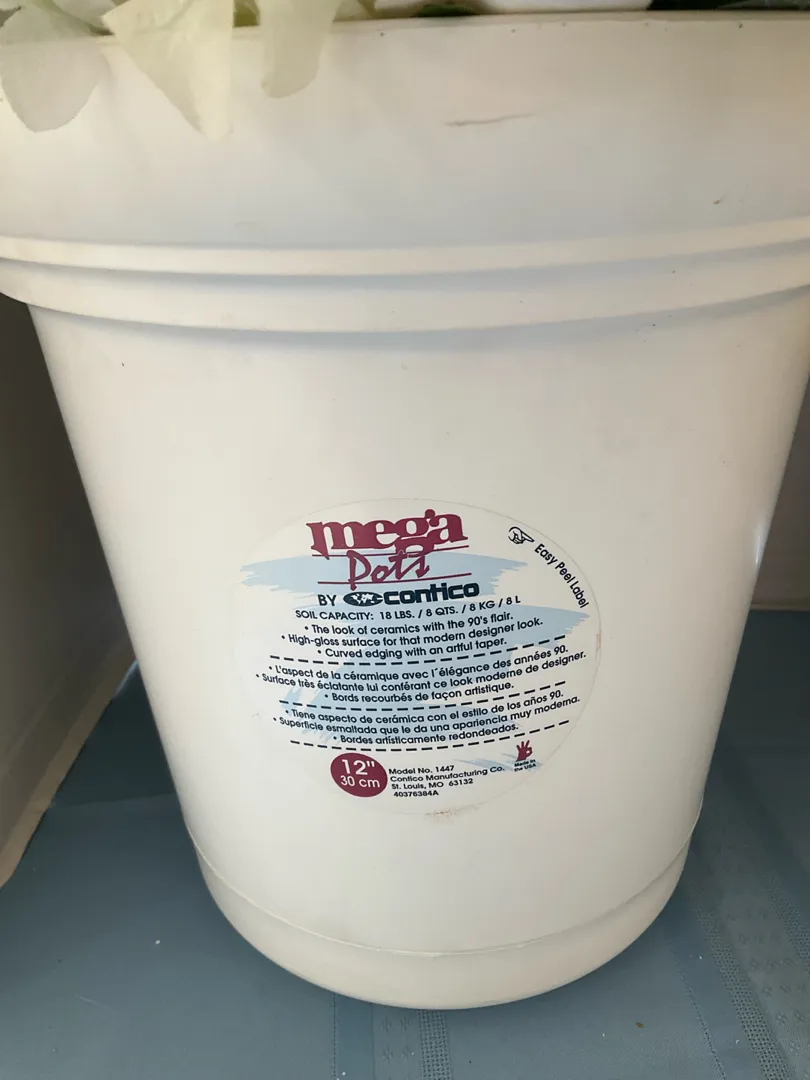 mega
Pots
BY contico
Easy Peel Label
SOIL CAPACITY: 18 LBS. / 8 QTS. / 8 KG / 8 L
• The look of ceramics with the 90's flair.
• High-gloss surface for that modern designer look.
• Curved edging with an artful taper.
• L'aspect de la céramique avec l'élégance des années 90.
• Surface très éclatante lui conférant ce look moderne de designer.
• Bords recourbés de façon artistique.
• Tiene aspecto de cerámica con el estilo de los años 90.
• Superficie esmaltada que le da una apariencia muy moderna.
• Bordes artísticamente redondeados.
12"
30 cm
Model No. 1447
Contico Manufacturing Co.
St. Louis, MO 63132
40376384A
Made in
the USA